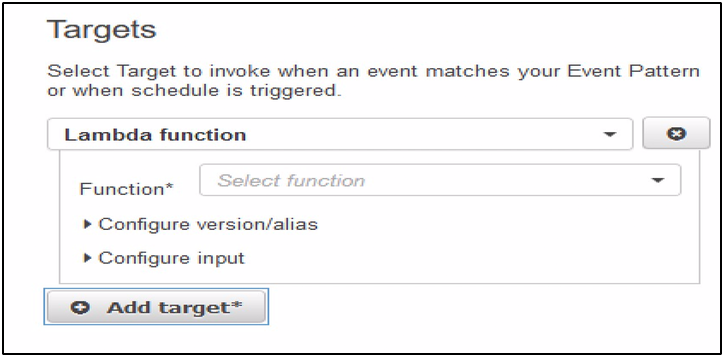 Targets
Select Target to invoke when an event matches your Event Pattern
or when schedule is triggered.
Lambda function
Function* Select function
Configure version/alias
Configure input
Add target*